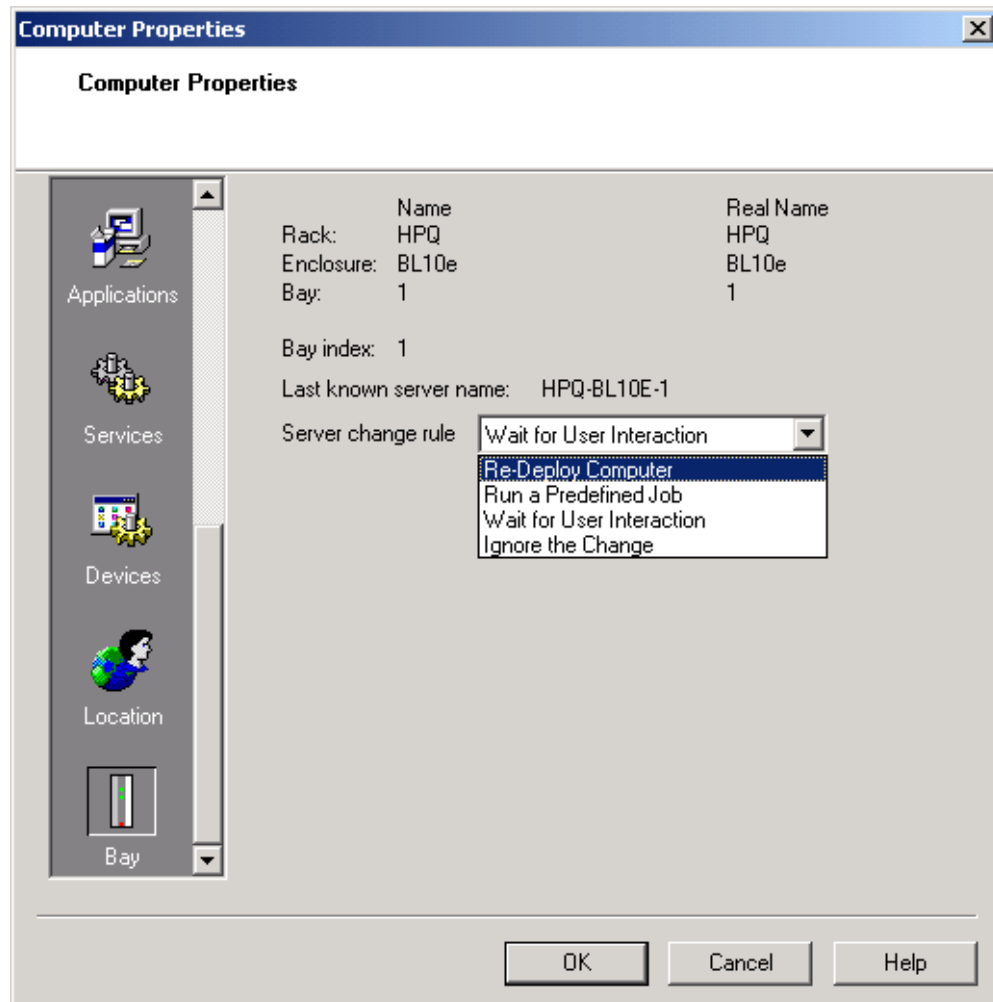 Computer Properties
Computer Properties
Applications
Services
Devices
Location
Bay
Name Real Name
Rack: HPQ HPQ
Enclosure: BL10e BL10e
Bay: 1 1
Bay index: 1
Last known server name: HPQ-BL10E-1
Server change rule Wait for User Interaction
Re-Deploy Computer
Run a Predefined Job
Wait for User Interaction
Ignore the Change
OK Cancel Help